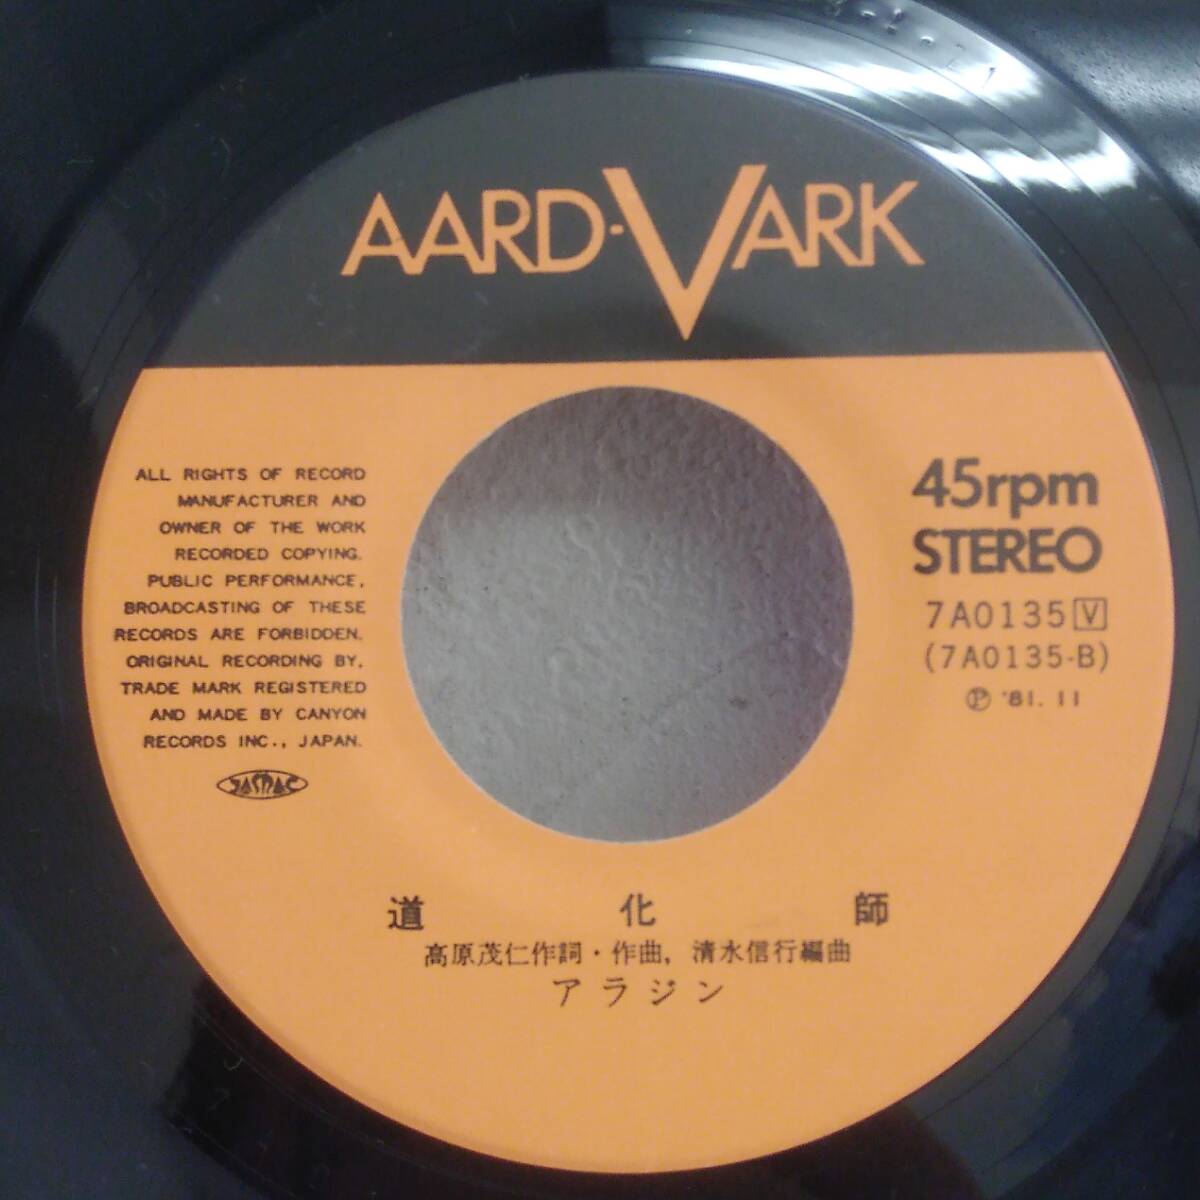 AARD-VARK
ALL RIGHTS OF RECORD
MANUFACTURER AND
OWNER OF THE WORK
RECORDED COPYING.
PUBLIC PERFORMANCE,
BROADCASTING OF THESE
RECORDS ARE FORBIDDEN.
ORIGINAL RECORDING BY,
TRADE MARK REGISTERED
AND MADE BY CANYON
RECORDS INC., JAPAN.
JASRAC
45rpm
STEREO
7A0135 V
(7A0135-B)
Ⓟ '81. 11
道化師
高原茂仁作詞・作曲, 清水信行編曲
アラジン